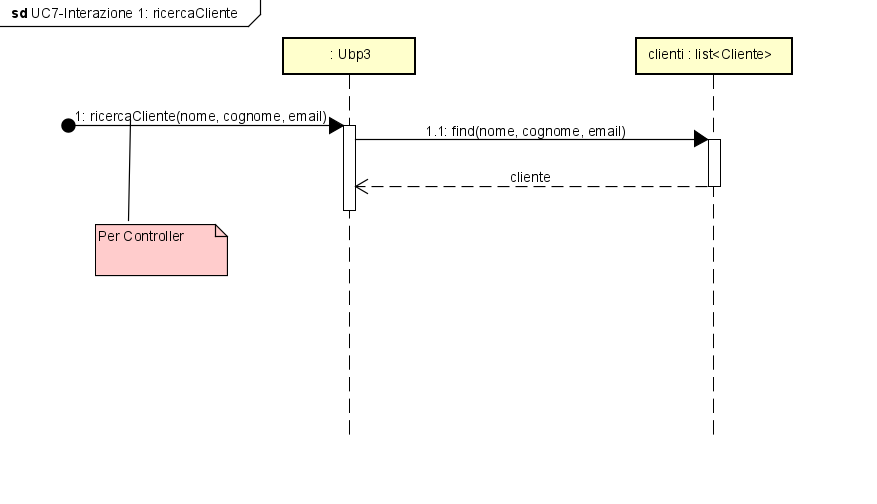 sd UC7-Interazione 1: ricercaCliente
: Ubp3
clienti : list<Cliente>
1: ricercaCliente(nome, cognome, email)
1.1: find(nome, cognome, email)
cliente
Per Controller